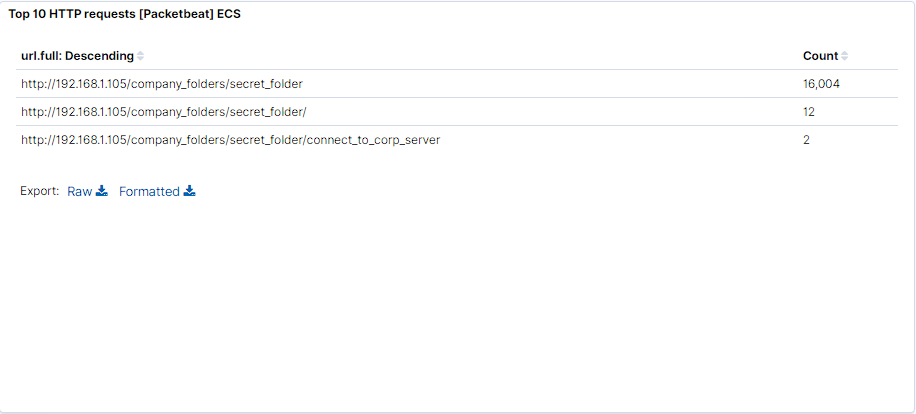 Top 10 HTTP requests [Packetbeat] ECS
url.full: Descending Count
http://192.168.1.105/company_folders/secret_folder 16,004
http://192.168.1.105/company_folders/secret_folder/ 12
http://192.168.1.105/company_folders/secret_folder/connect_to_corp_server 2
Export: Raw Formatted